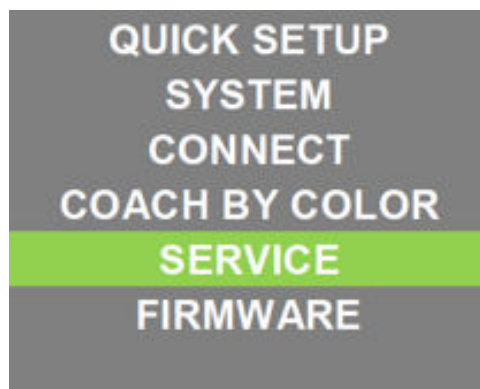 QUICK SETUP
SYSTEM
CONNECT
COACH BY COLOR
SERVICE
FIRMWARE